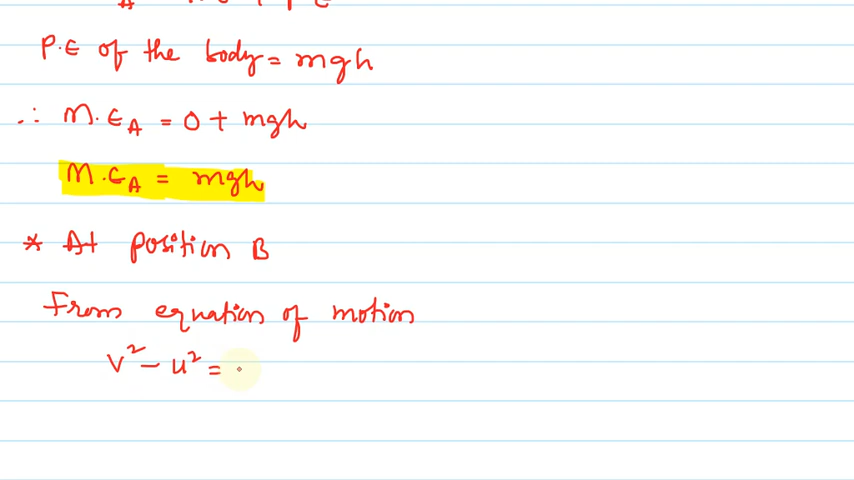 P.E of the body = mgh
∴ M.E_A = 0 + mgh
M.E_A = mgh
* At position B
From equation of motion
v² - u² =